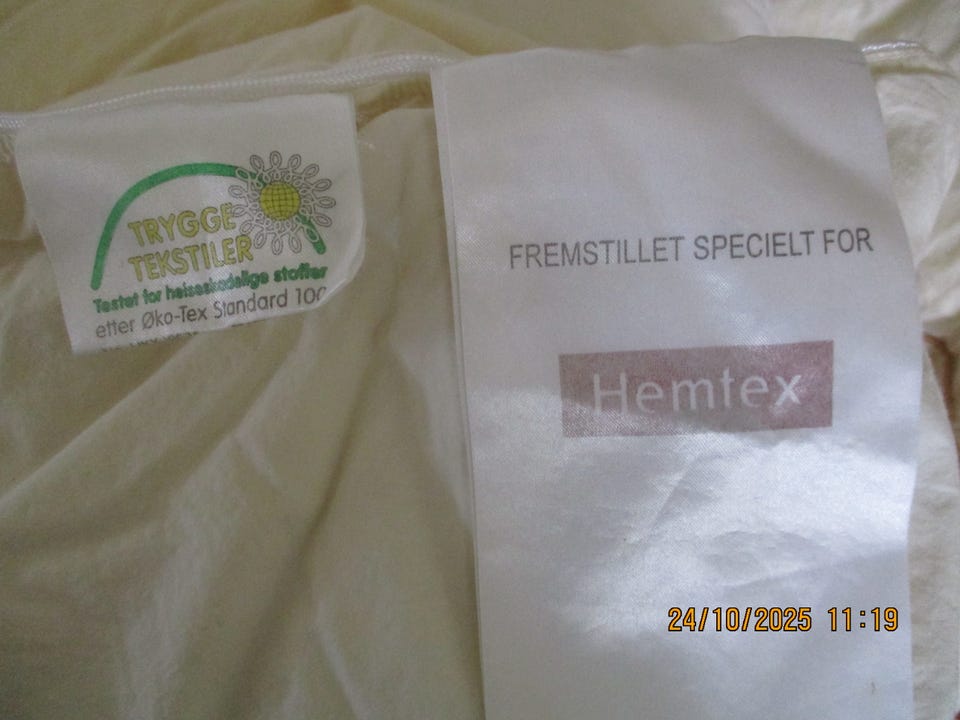 TRYGGE
TEKSTILER
Testet for helseskadelige stoffer
etter Øko-Tex Standard 100
FREMSTILLET SPECIELT FOR
Hemtex
24/10/2025 11:19